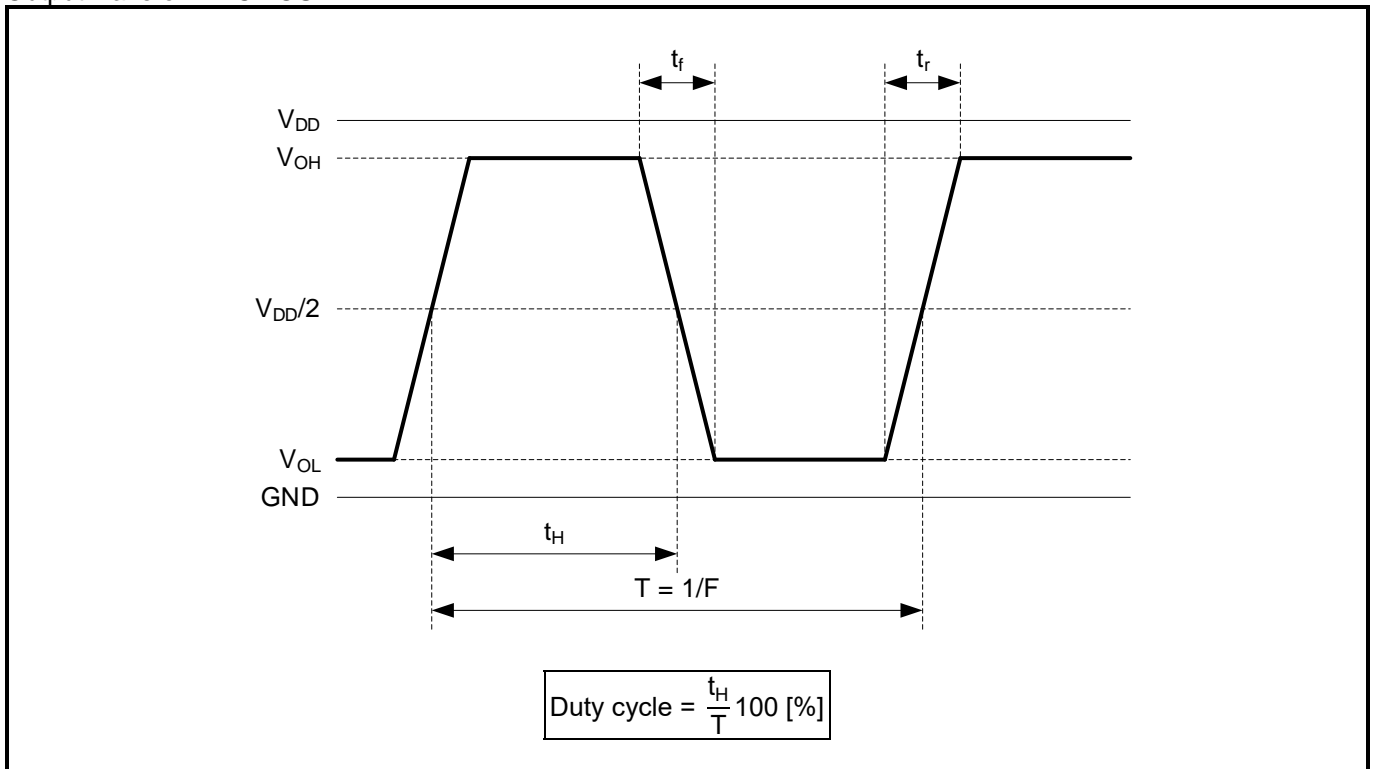 t_f t_r
V_DD
V_OH
V_DD/2
V_OL
GND
t_H
T = 1/F
Duty cycle = t_H/T 100 [%]